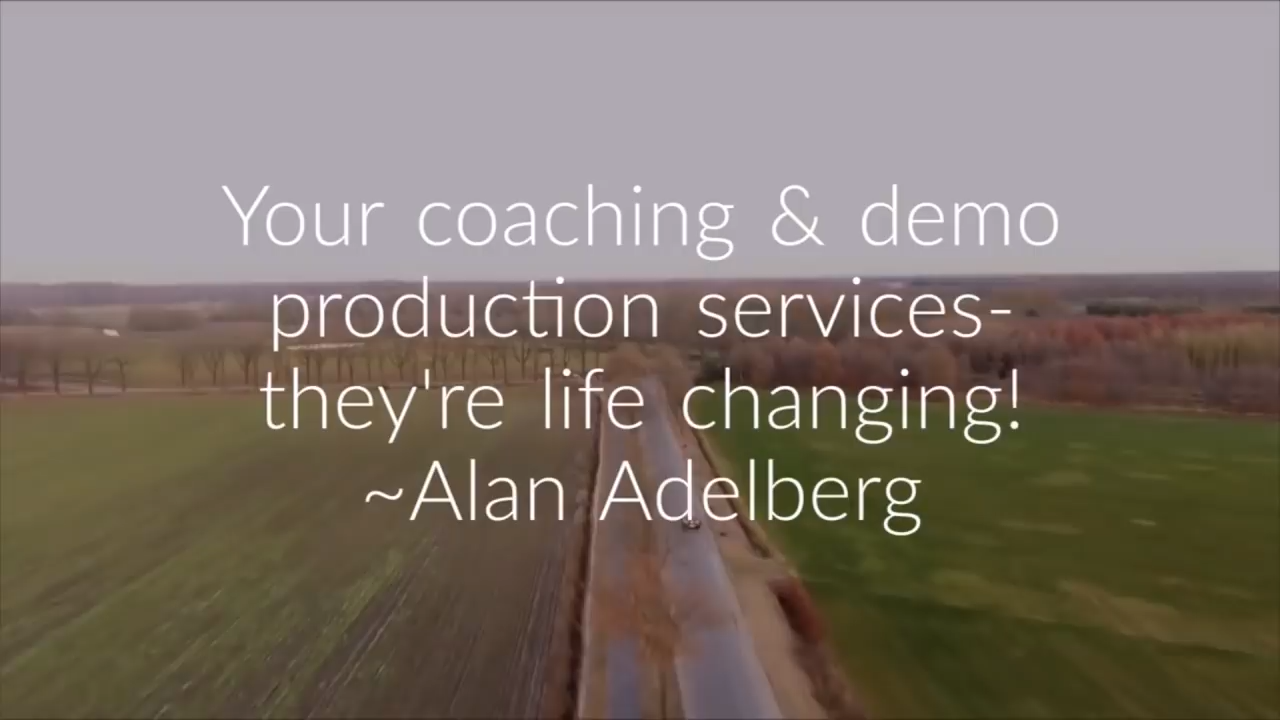 Your coaching & demo
production services-
they're life changing!
~Alan Adelberg